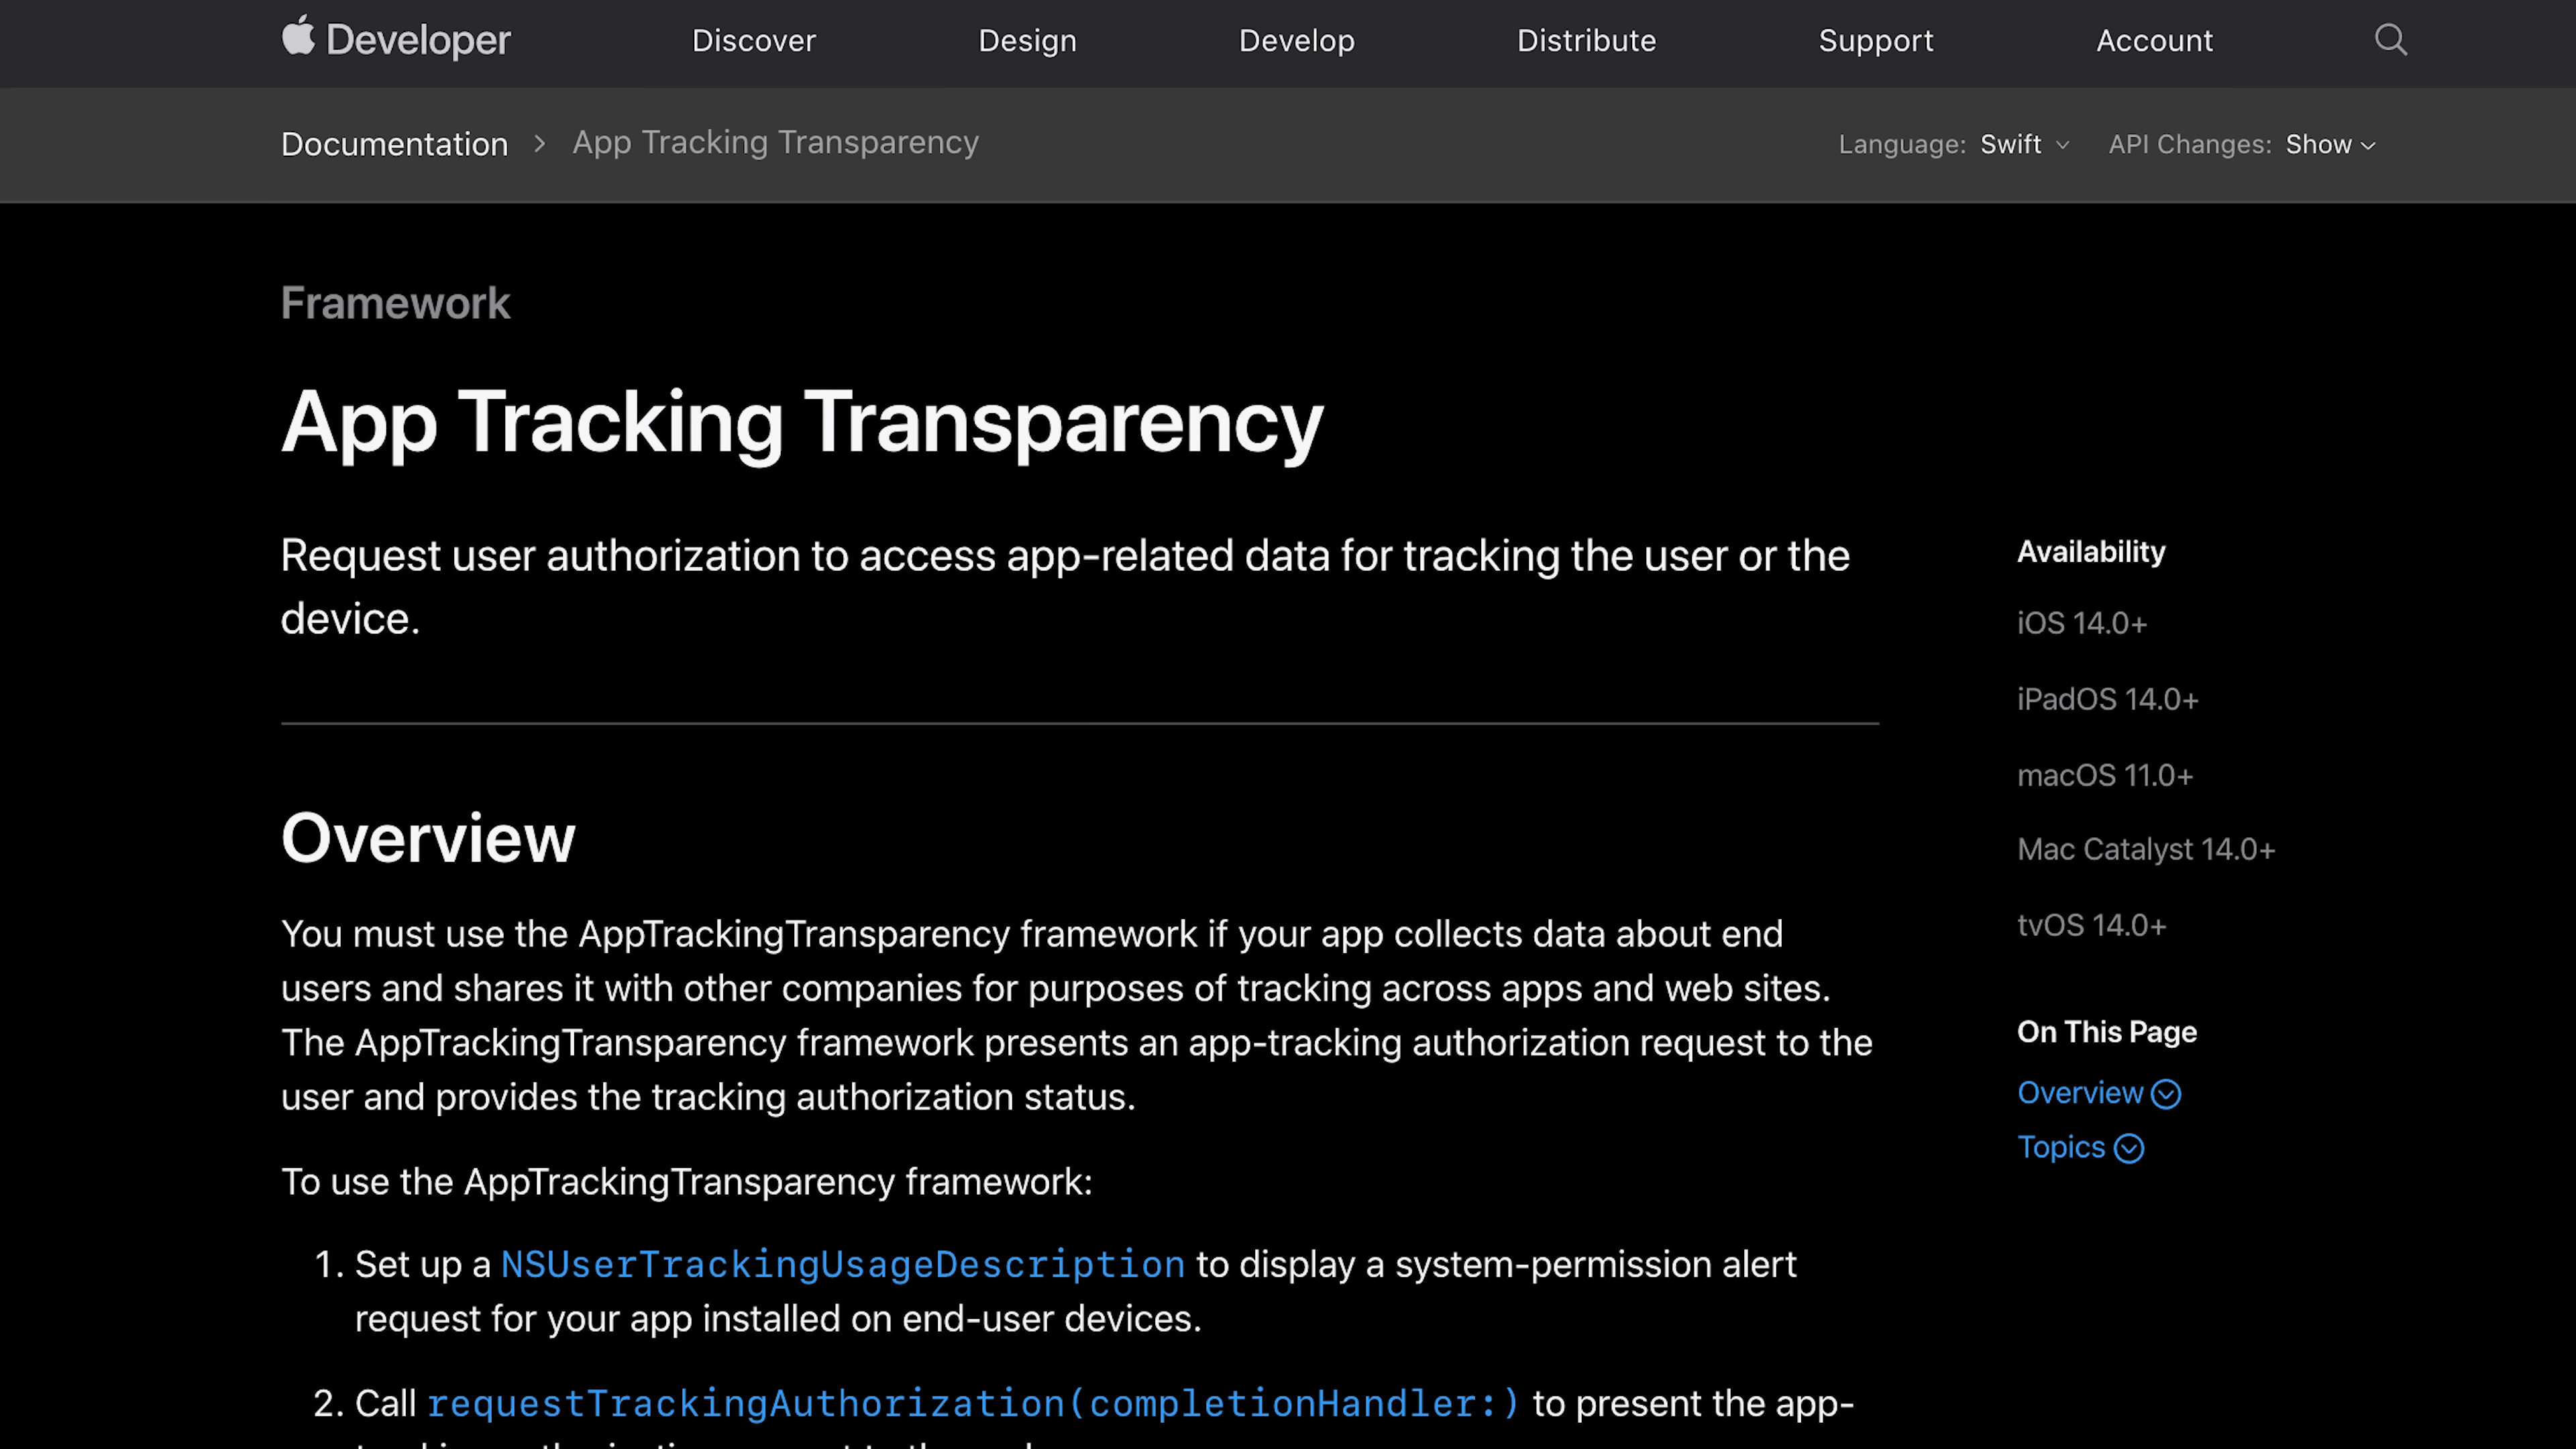 Developer
Discover
Design
Develop
Distribute
Support
Account
Documentation > App Tracking Transparency
Language: Swift
API Changes: Show
Framework
App Tracking Transparency
Request user authorization to access app-related data for tracking the user or the
device.
Overview
You must use the AppTrackingTransparency framework if your app collects data about end
users and shares it with other companies for purposes of tracking across apps and web sites.
The AppTrackingTransparency framework presents an app-tracking authorization request to the
user and provides the tracking authorization status.
To use the AppTrackingTransparency framework:
1. Set up a NSUserTrackingUsageDescription to display a system-permission alert
request for your app installed on end-user devices.
2. Call requestTrackingAuthorization(completionHandler:) to present the app-
Availability
iOS 14.0+
iPadOS 14.0+
macOS 11.0+
Mac Catalyst 14.0+
tvOS 14.0+
On This Page
Overview
Topics